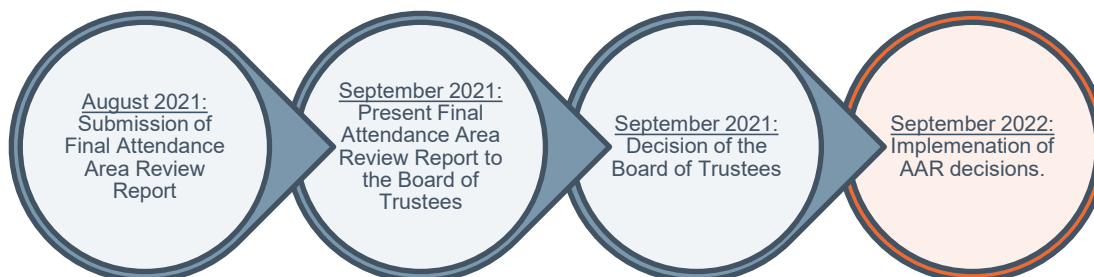 August 2021:
Submission of
Final Attendance
Area Review
Report
September 2021:
Present Final
Attendance Area
Review Report to
the Board of
Trustees
September 2021:
Decision of the
Board of Trustees
September 2022:
Implemenation of
AAR decisions.